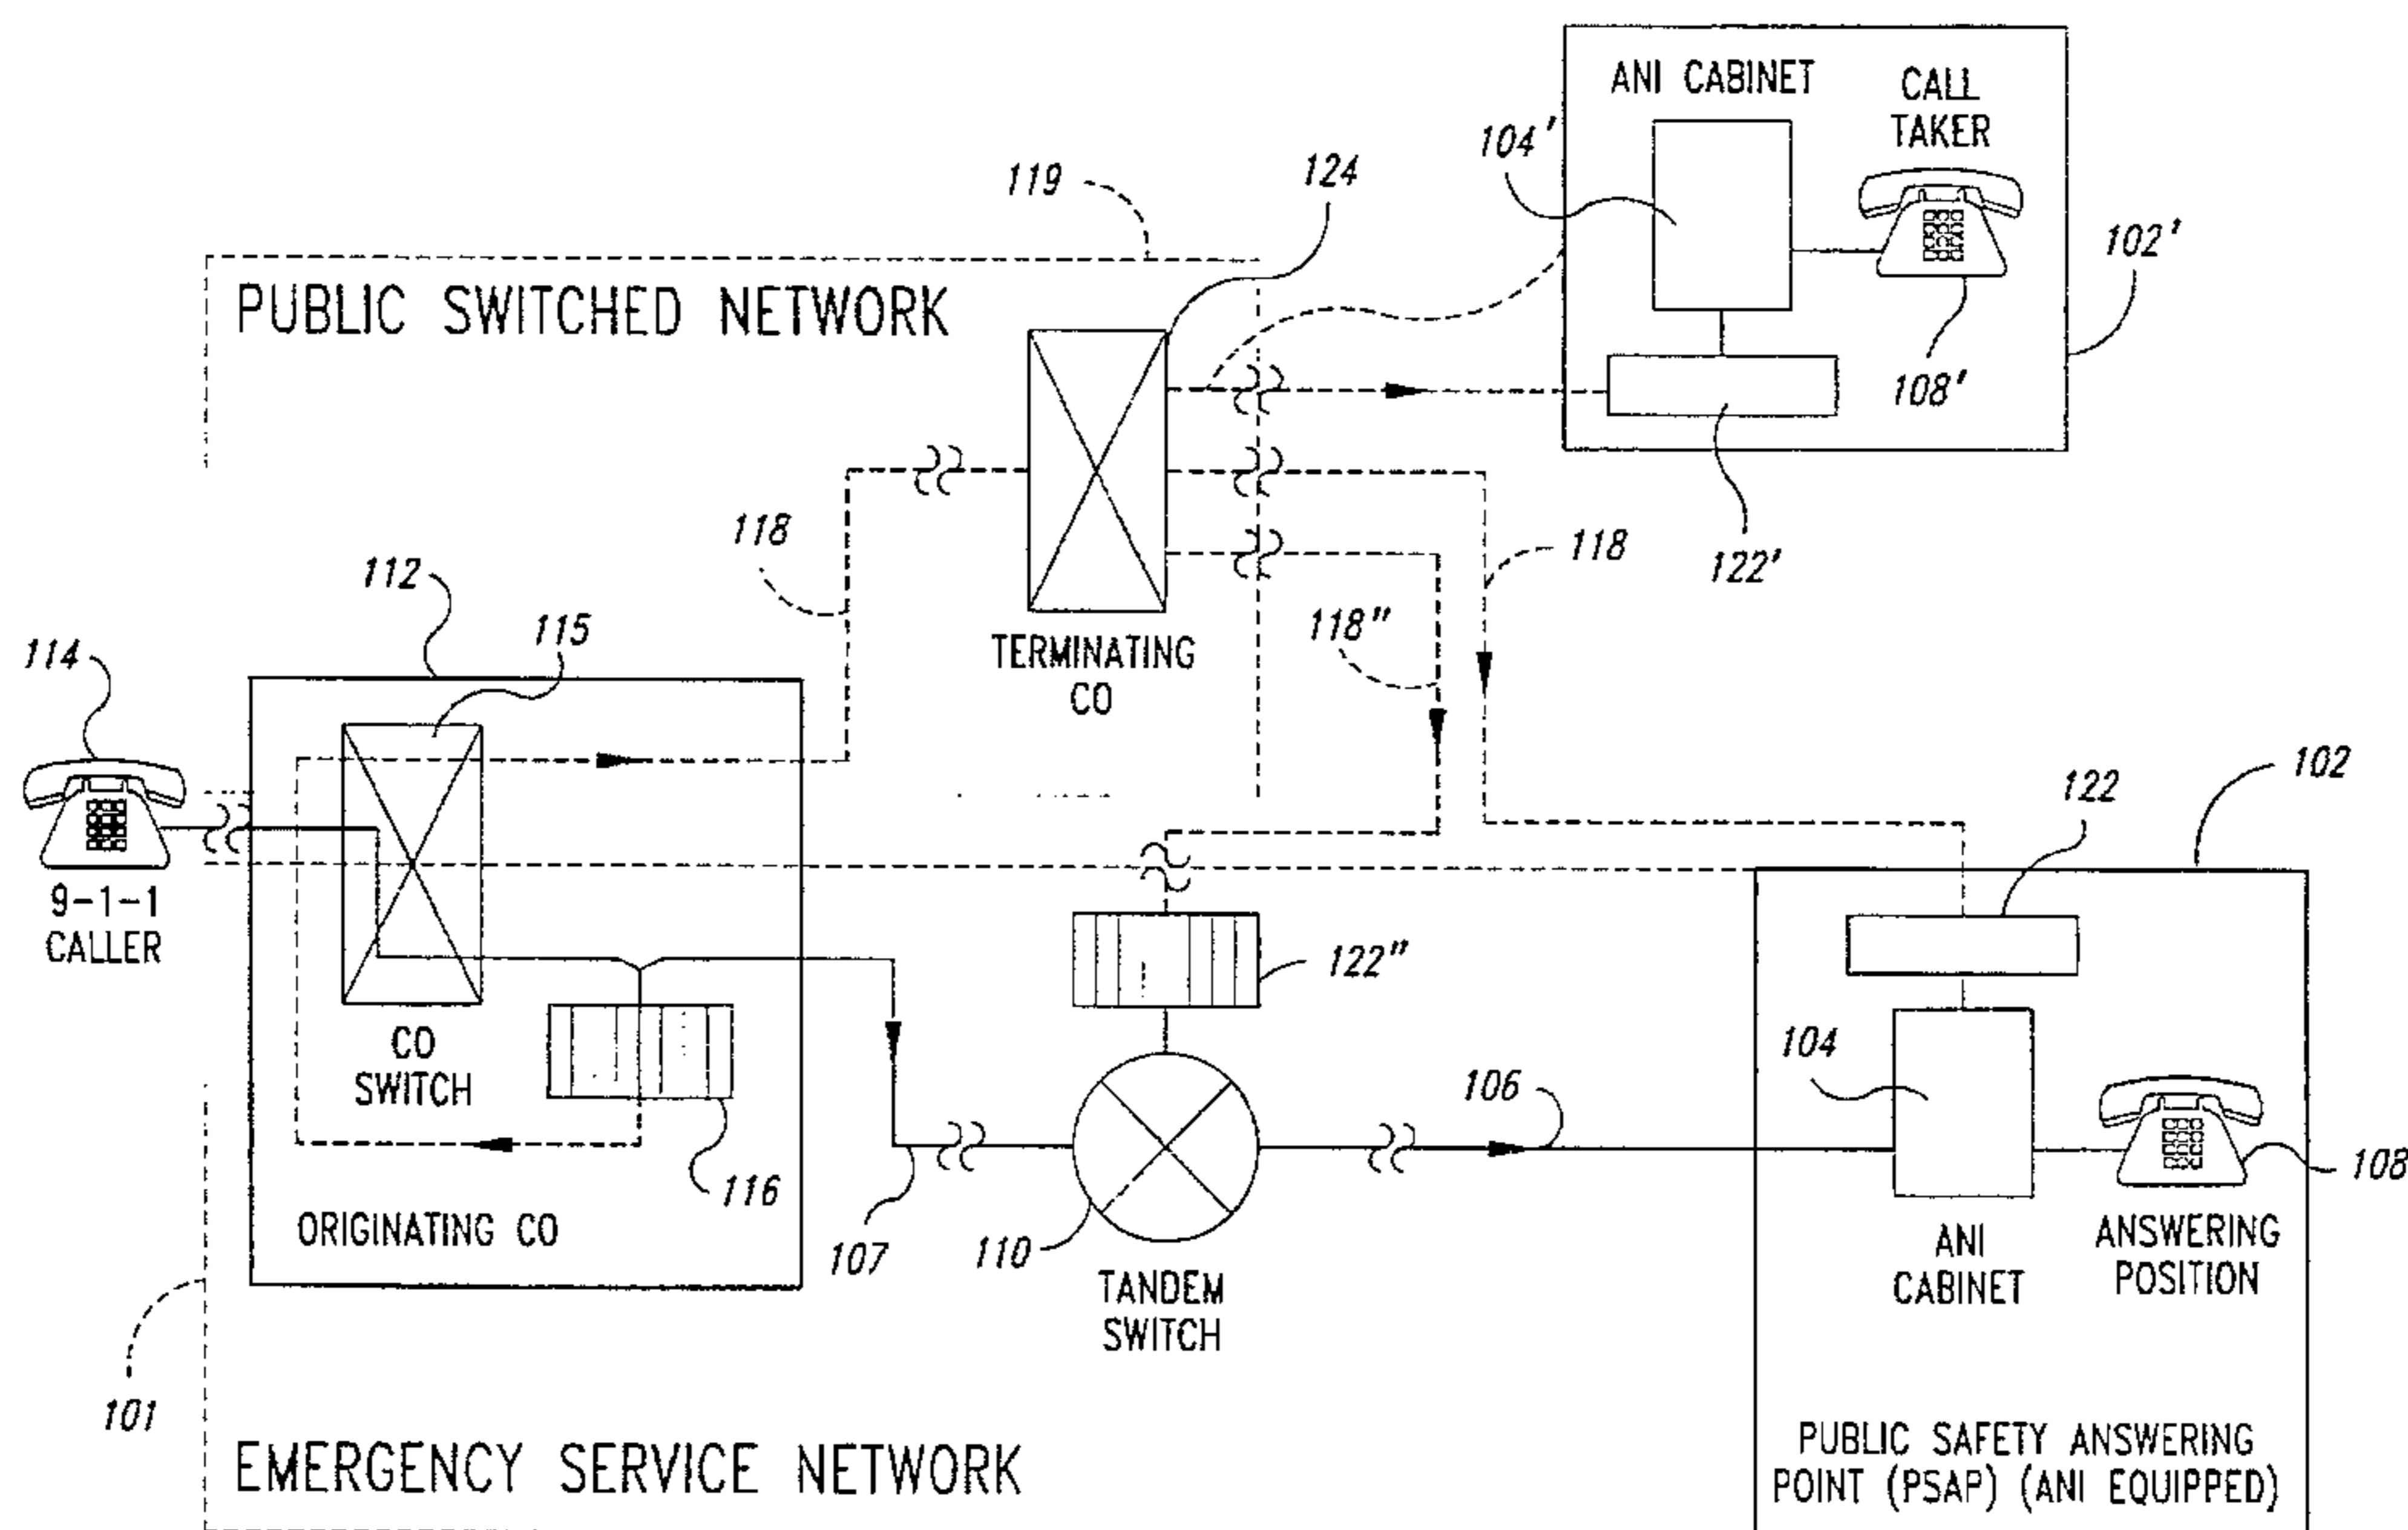 ANI CABINET
CALL
TAKER
104'
124
119
102'
PUBLIC SWITCHED NETWORK
108'
118
118
122'
112
115
118"
114
TERMINATING
CO
102
122
9-1-1
CALLER
122"
CO
SWITCH
104
106
116
108
ORIGINATING CO
107
110
ANI
CABINET
ANSWERING
POSITION
TANDEM
SWITCH
101
EMERGENCY SERVICE NETWORK
PUBLIC SAFETY ANSWERING
POINT (PSAP) (ANI EQUIPPED)